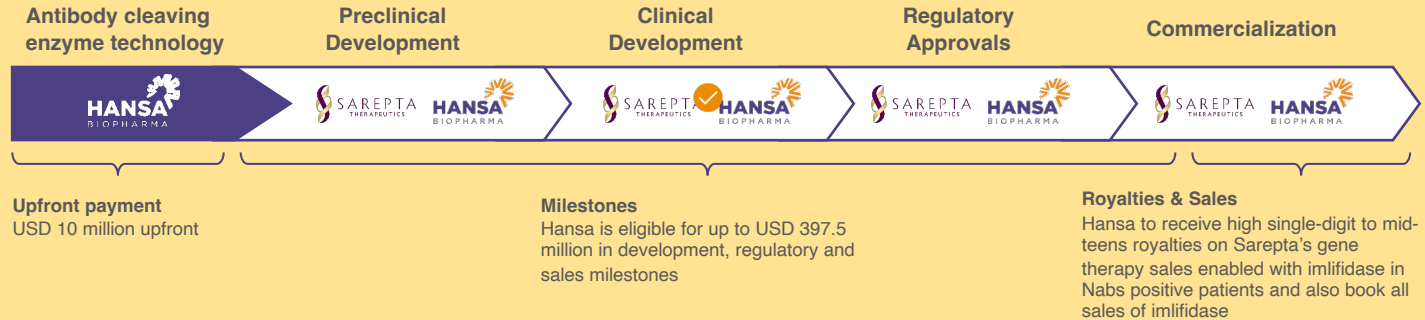 Antibody cleaving
enzyme technology
Preclinical
Development
Clinical
Development
Regulatory
Approvals
Commercialization
HANSA
BIOPHARMA
SAREPTA
THERAPEUTICS
HANSA
BIOPHARMA
SAREPTA
THERAPEUTICS
HANSA
BIOPHARMA
SAREPTA
THERAPEUTICS
HANSA
BIOPHARMA
SAREPTA
THERAPEUTICS
HANSA
BIOPHARMA
Upfront payment
USD 10 million upfront
Milestones
Hansa is eligible for up to USD 397.5
million in development, regulatory and
sales milestones
Royalties & Sales
Hansa to receive high single-digit to mid-
teens royalties on Sarepta's gene
therapy sales enabled with imlifidase in
Nabs positive patients and also book all
sales of imlifidase